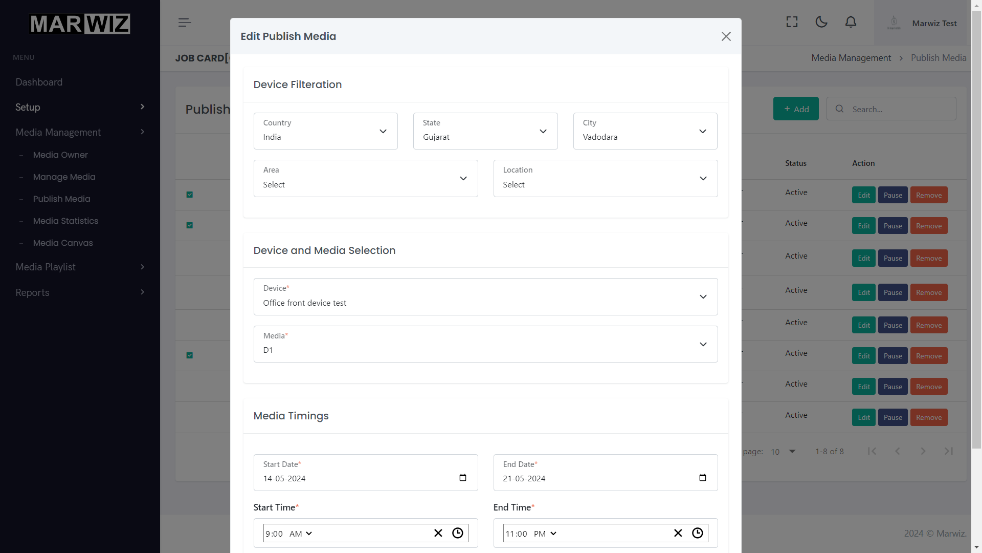 MARWIZ
MENU
Dashboard
Setup
Media Management
– Media Owner
– Manage Media
– Publish Media
– Media Statistics
– Media Canvas
Media Playlist
Reports
Marwiz Test
JOB CARD[
Media Management > Publish Media
Publish
+ Add
Search...
Status Action
Active Edit Pause Remove
Active Edit Pause Remove
Active Edit Pause Remove
Active Edit Pause Remove
Active Edit Pause Remove
Active Edit Pause Remove
Active Edit Pause Remove
Active Edit Pause Remove
page: 10 1-8 of 8
2024 © Marwiz.
Edit Publish Media
Device Filteration
Country
India
State
Gujarat
City
Vadodara
Area
Select
Location
Select
Device and Media Selection
Device*
Office front device test
Media*
D1
Media Timings
Start Date*
14-05-2024
End Date*
21-05-2024
Start Time*
9:00 AM
End Time*
11:00 PM